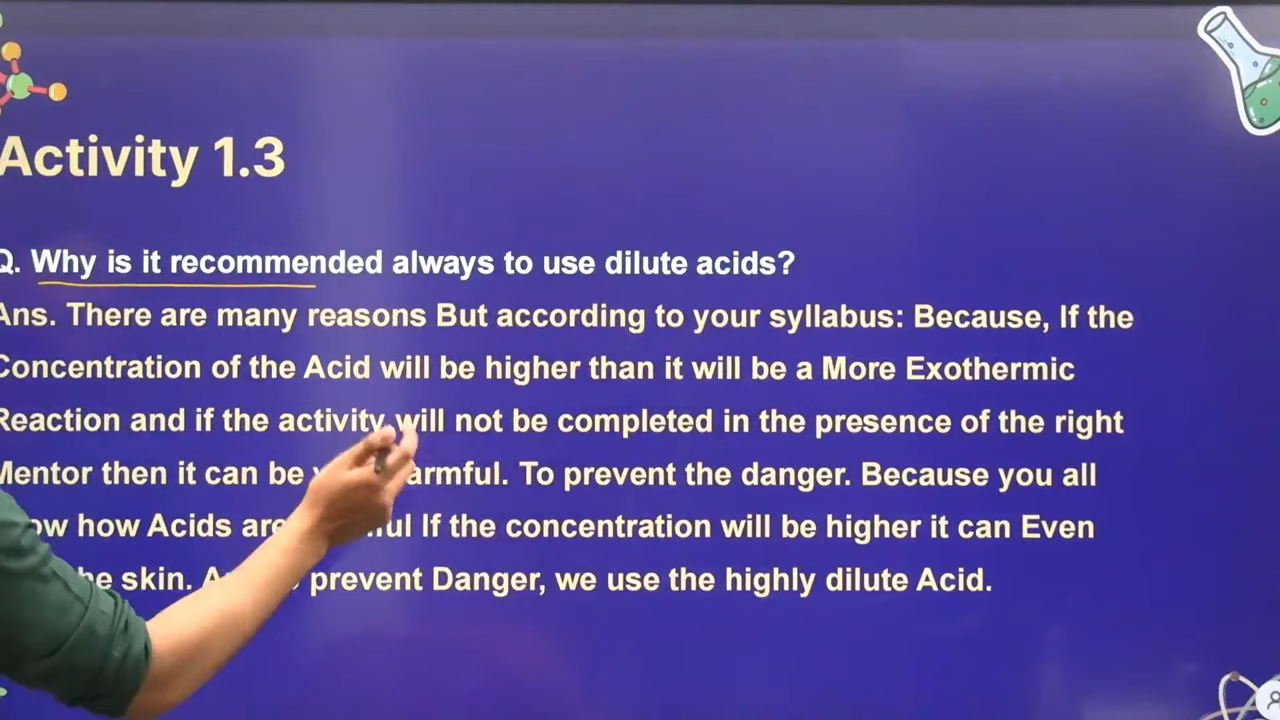 Activity 1.3
Q. Why is it recommended always to use dilute acids?
Ans. There are many reasons But according to your syllabus: Because, If the
Concentration of the Acid will be higher than it will be a More Exothermic
Reaction and if the activity will not be completed in the presence of the right
Mentor then it can be armful. To prevent the danger. Because you all
how Acids are If the concentration will be higher it can Even
skin. prevent Danger, we use the highly dilute Acid.